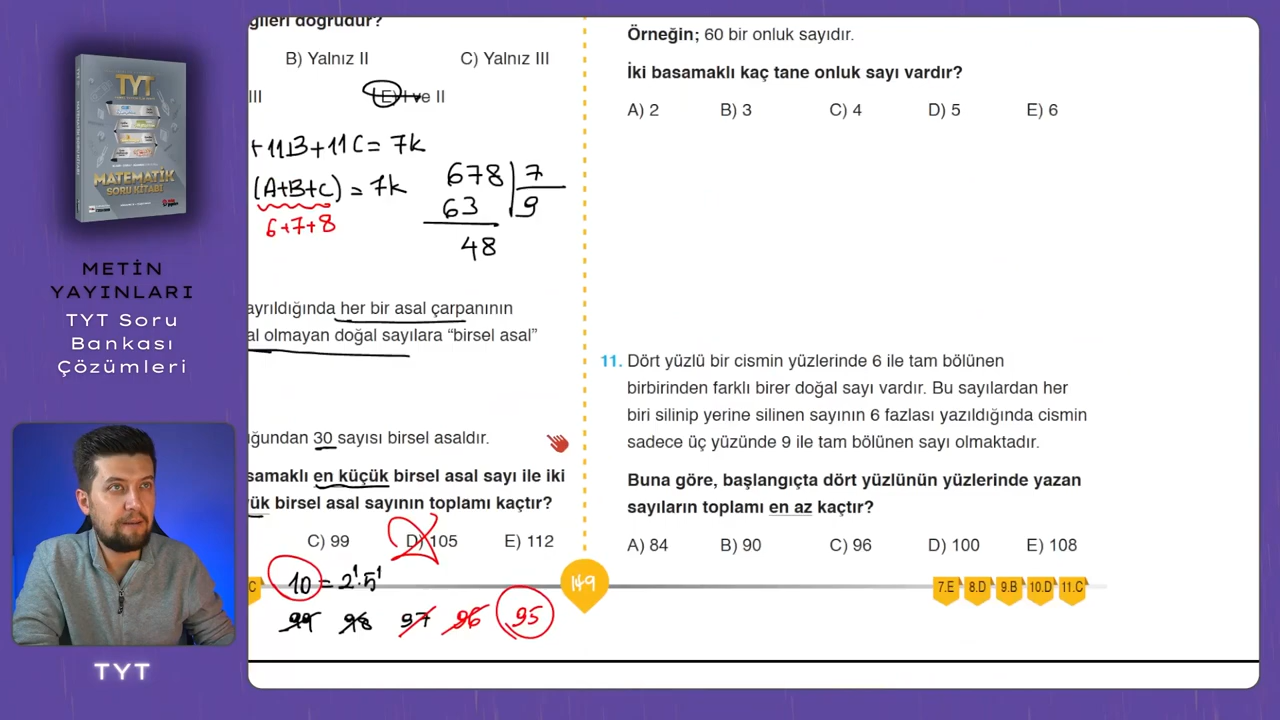 TYT
MATEMATİK
SORU KİTABI
METİN
YAYINLARI
TYT Soru
Bankası
Çözümleri
TYT
gileri doğrudur?
B) Yalnız II
C) Yalnız III
III
E) I ve II
+11B+11C=7k
(A+B+C)=7k
6+7+8
678 7
63 9
48
ayrıldığında her bir asal çarpanının
al olmayan doğal sayılara “birsel asal”
ğundan 30 sayısı birsel asaldır.
samaklı en küçük birsel asal sayı ile iki
ük birsel asal sayının toplamı kaçtır?
C) 99
D) 105
E) 112
10=2¹.5¹
99 98 97 96 95
C
149
Örneğin; 60 bir onluk sayıdır.
İki basamaklı kaç tane onluk sayı vardır?
A) 2 B) 3 C) 4 D) 5 E) 6
11. Dört yüzlü bir cismin yüzlerinde 6 ile tam bölünen
birbirinden farklı birer doğal sayı vardır. Bu sayılardan her
biri silinip yerine silinen sayının 6 fazlası yazıldığında cismin
sadece üç yüzünde 9 ile tam bölünen sayı olmaktadır.
Buna göre, başlangıçta dört yüzlünün yüzlerinde yazan
sayıların toplamı en az kaçtır?
A) 84 B) 90 C) 96 D) 100 E) 108
7.E 8.D 9.B 10.D 11.C